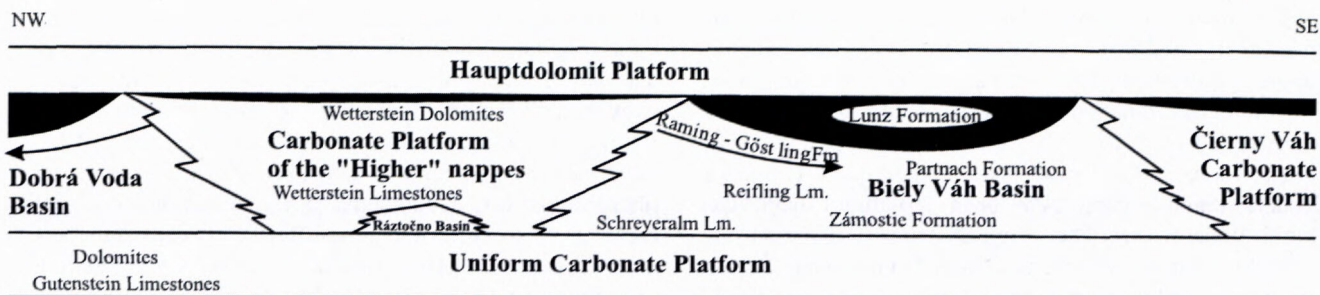 NW
SE
Hauptdolomit Platform
Wetterstein Dolomites
Carbonate Platform
of the "Higher" nappes
Wetterstein Limestones
Ráztočno Basin
Dobrá Voda
Basin
Raming - Göstling Fm
Lunz Formation
Partnach Formation
Reifling Lm.
Biely Váh Basin
Schreyeralm Lm.
Zámostie Formation
Čierny Váh
Carbonate
Platform
Dolomites
Gutenstein Limestones
Uniform Carbonate Platform